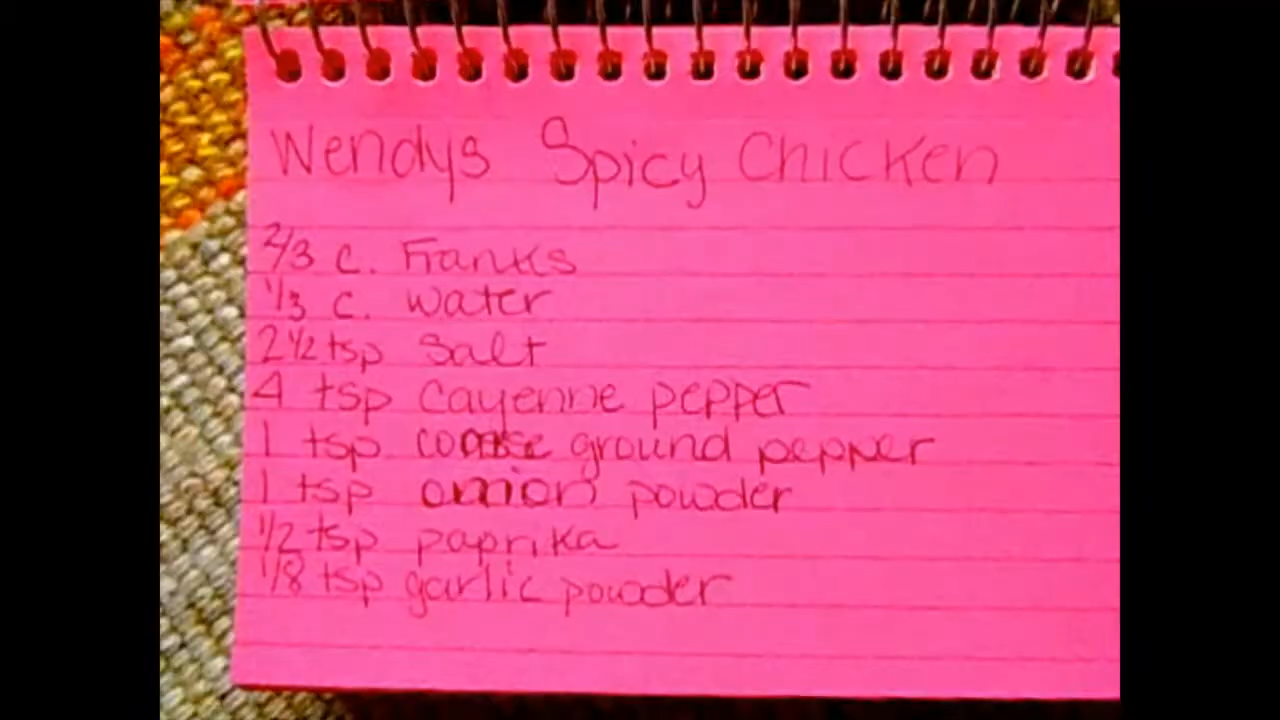 Wendys Spicy Chicken
2/3 c. Franks
1/3 c. water
2 1/2 tsp salt
4 tsp cayenne pepper
1 tsp coarse ground pepper
1 tsp onion powder
1/2 tsp paprika
1/8 tsp garlic powder